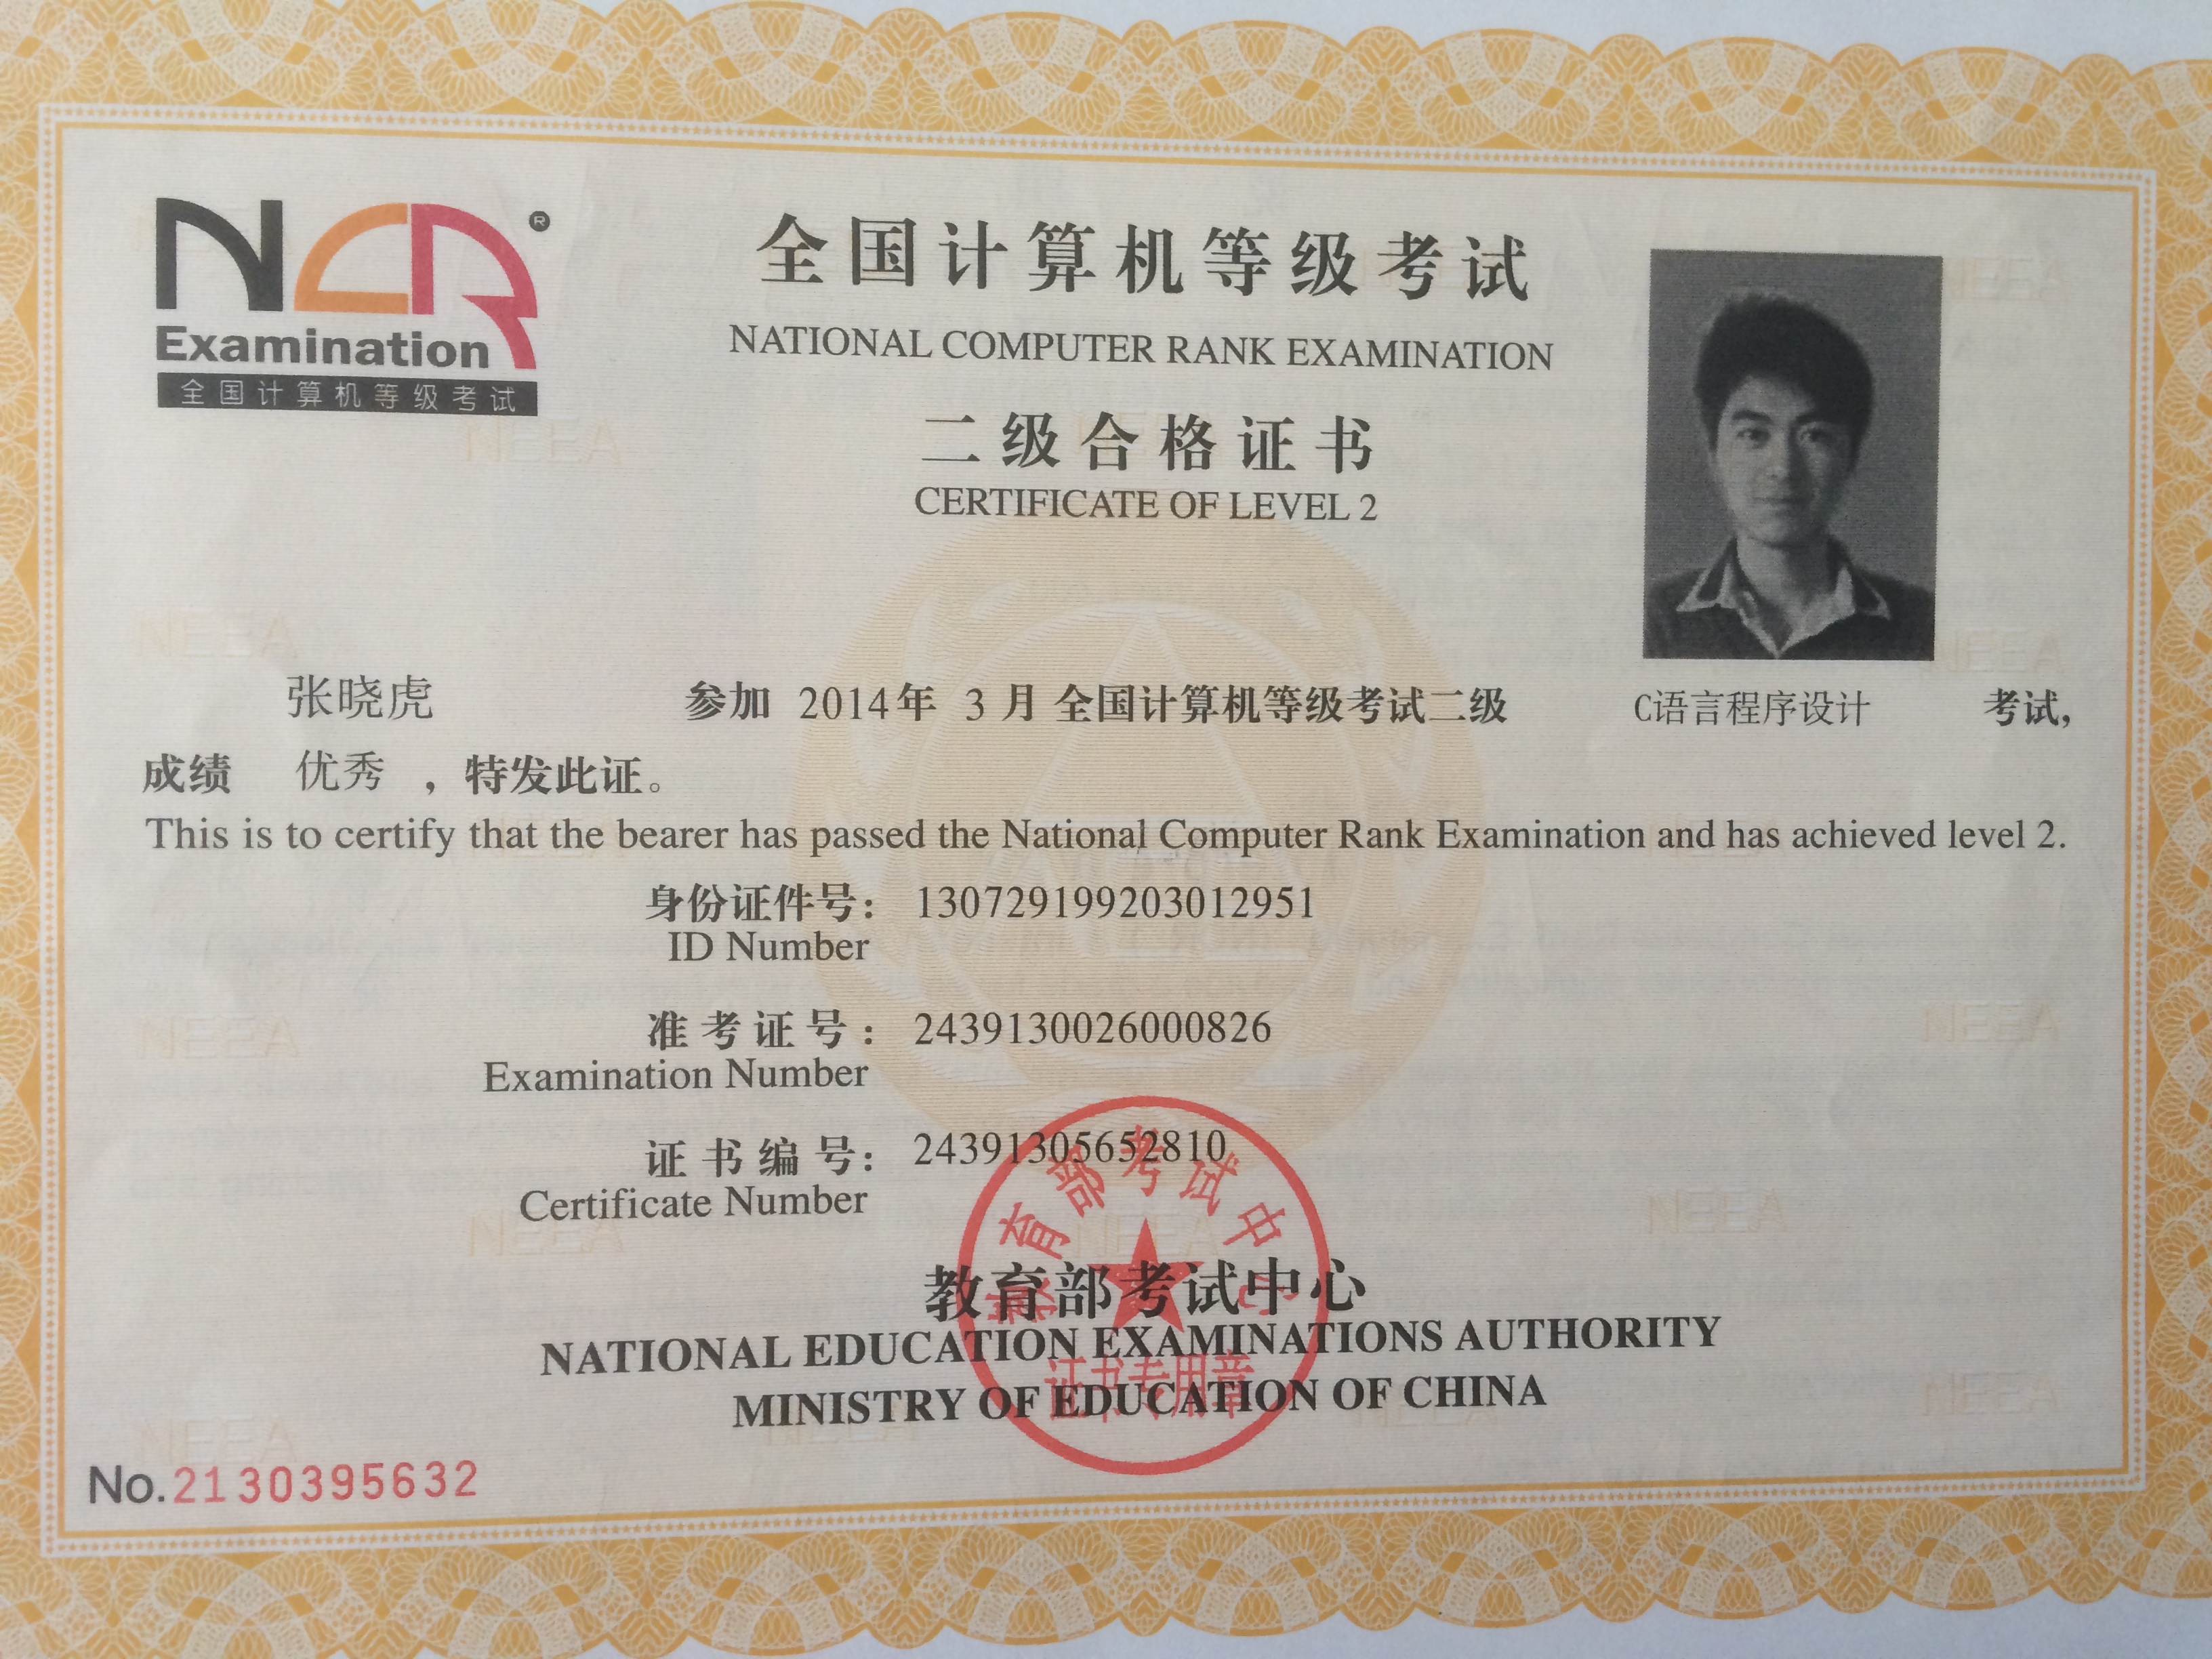 NCR®
Examination
全国计算机等级考试
全国计算机等级考试
NATIONAL COMPUTER RANK EXAMINATION
二级合格证书
CERTIFICATE OF LEVEL 2
张晓虎 参加 2014年 3月全国计算机等级考试二级 C语言程序设计 考试,
成绩 优秀 ，特发此证。
This is to certify that the bearer has passed the National Computer Rank Examination and has achieved level 2.
身份证件号： 130729199203012951
ID Number
准考证号： 2439130026000826
Examination Number
证书编号： 24391305652810
Certificate Number
教育部考试中心
教育部考试中心
NATIONAL EDUCATION EXAMINATIONS AUTHORITY
证书专用章
MINISTRY OF EDUCATION OF CHINA
No.2130395632